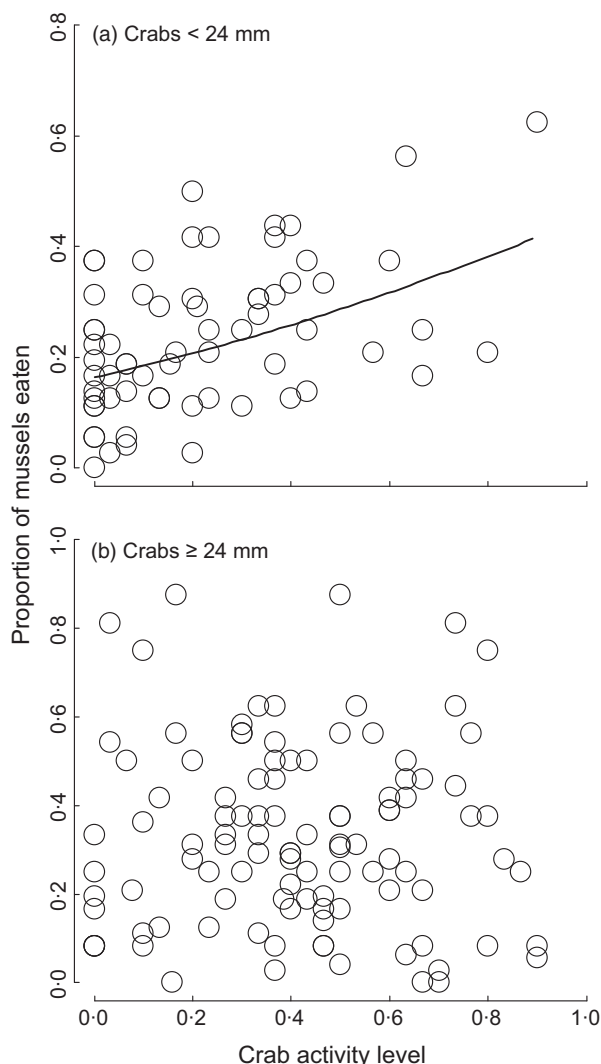 (a) Crabs < 24 mm
0·8
0·6
0·4
0·2
0·0
Proportion of mussels eaten
(b) Crabs ≥ 24 mm
1·0
0·8
0·6
0·4
0·2
0·0
0·0 0·2 0·4 0·6 0·8 1·0
Crab activity level